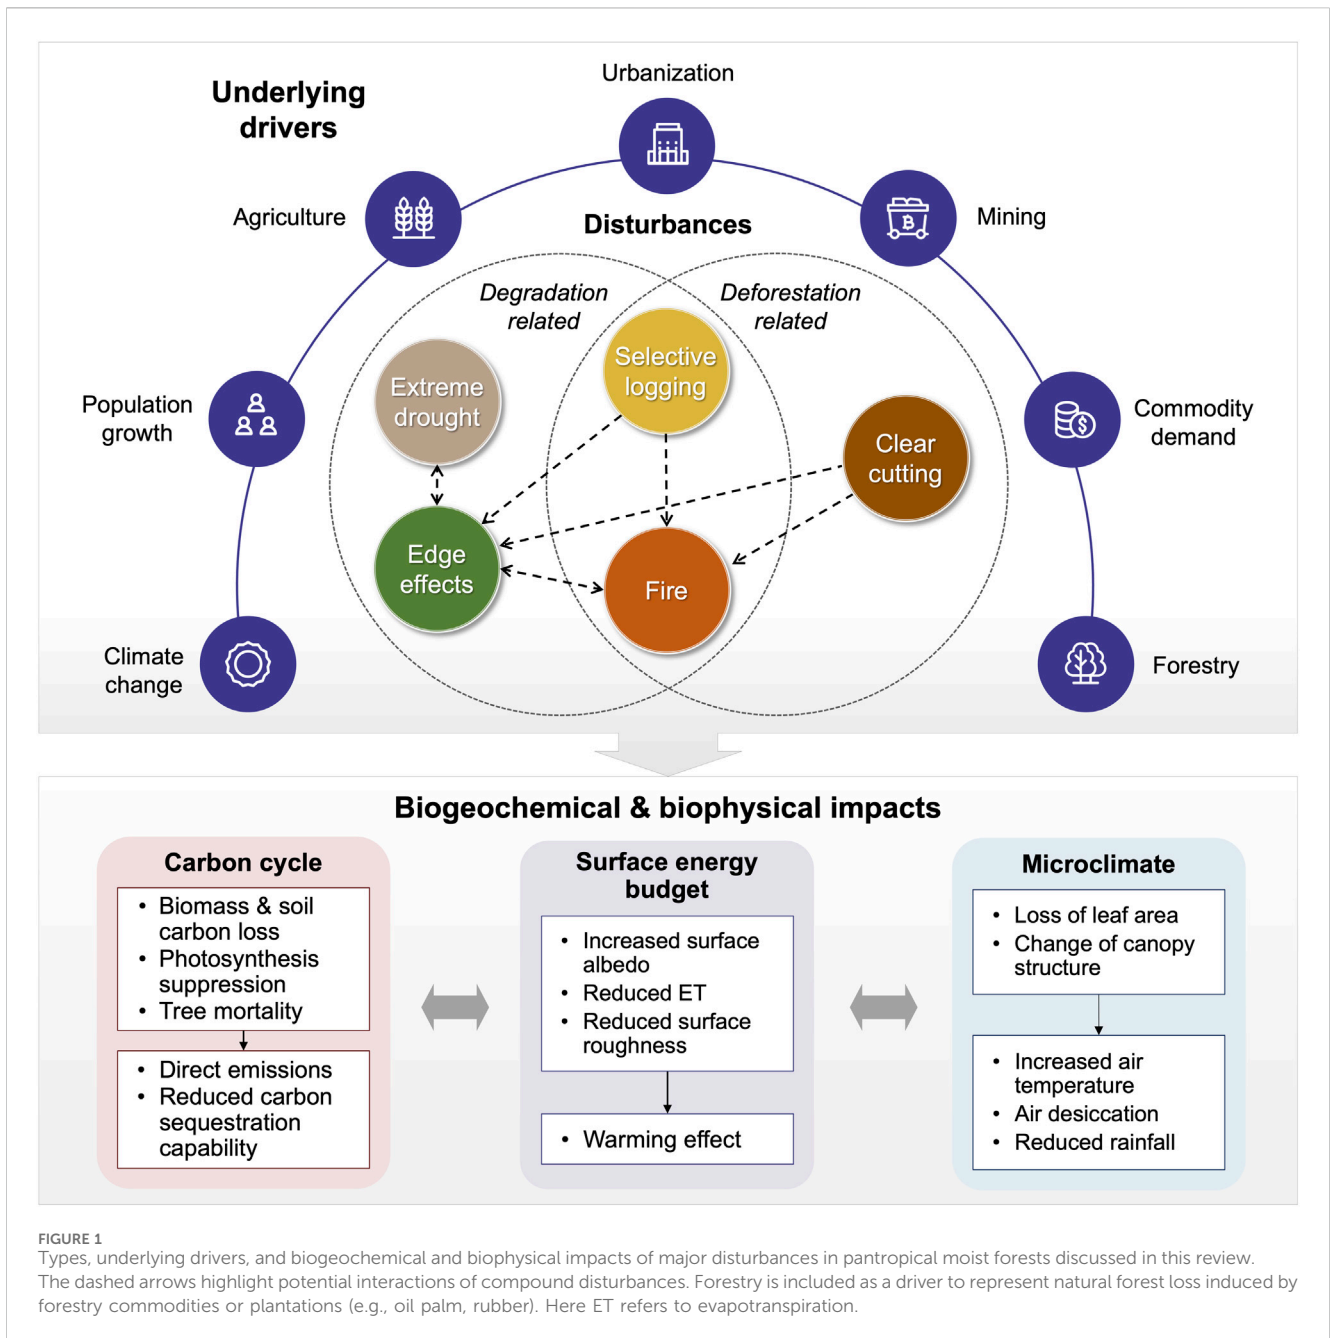 Underlying
drivers
Urbanization
Agriculture
Mining
Disturbances
Degradation
related
Deforestation
related
Selective
logging
Extreme
drought
Population
growth
Commodity
demand
Clear
cutting
Edge
effects
Fire
Climate
change
Forestry
Biogeochemical & biophysical impacts
Carbon cycle
• Biomass & soil
carbon loss
• Photosynthesis
suppression
• Tree mortality
• Direct emissions
• Reduced carbon
sequestration
capability
Surface energy
budget
• Increased surface
albedo
• Reduced ET
• Reduced surface
roughness
• Warming effect
Microclimate
• Loss of leaf area
• Change of canopy
structure
• Increased air
temperature
• Air desiccation
• Reduced rainfall
FIGURE 1
Types, underlying drivers, and biogeochemical and biophysical impacts of major disturbances in pantropical moist forests discussed in this review.
The dashed arrows highlight potential interactions of compound disturbances. Forestry is included as a driver to represent natural forest loss induced by
forestry commodities or plantations (e.g., oil palm, rubber). Here ET refers to evapotranspiration.